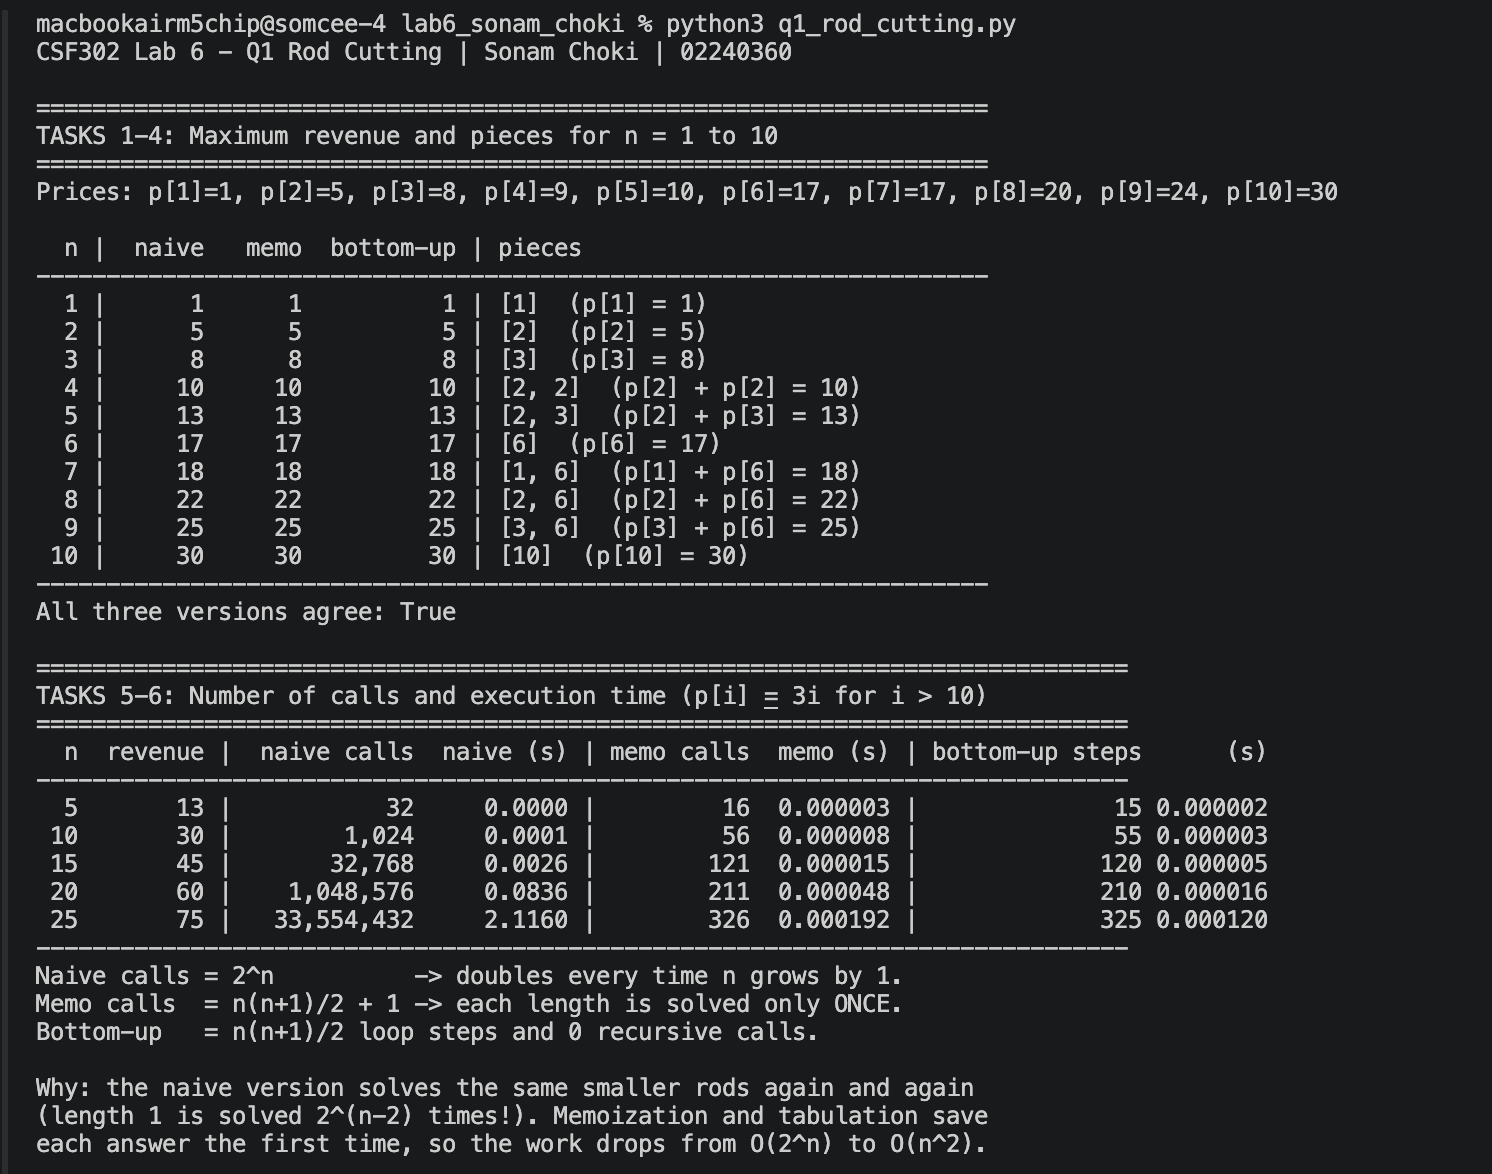 macbookairm5chip@somcee-4 lab6_sonam_choki % python3 q1_rod_cutting.py
CSF302 Lab 6 – Q1 Rod Cutting | Sonam Choki | 02240360
====================================================================
TASKS 1–4: Maximum revenue and pieces for n = 1 to 10
====================================================================
Prices: p[1]=1, p[2]=5, p[3]=8, p[4]=9, p[5]=10, p[6]=17, p[7]=17, p[8]=20, p[9]=24, p[10]=30
  n |  naive   memo  bottom-up | pieces
--------------------------------------------------------------------
  1 |      1      1          1 | [1]  (p[1] = 1)
  2 |      5      5          5 | [2]  (p[2] = 5)
  3 |      8      8          8 | [3]  (p[3] = 8)
  4 |     10     10         10 | [2, 2]  (p[2] + p[2] = 10)
  5 |     13     13         13 | [2, 3]  (p[2] + p[3] = 13)
  6 |     17     17         17 | [6]  (p[6] = 17)
  7 |     18     18         18 | [1, 6]  (p[1] + p[6] = 18)
  8 |     22     22         22 | [2, 6]  (p[2] + p[6] = 22)
  9 |     25     25         25 | [3, 6]  (p[3] + p[6] = 25)
 10 |     30     30         30 | [10]  (p[10] = 30)
--------------------------------------------------------------------
All three versions agree: True
==============================================================================
TASKS 5–6: Number of calls and execution time (p[i] = 3i for i > 10)
==============================================================================
  n  revenue |  naive calls  naive (s) | memo calls  memo (s) | bottom-up steps      (s)
------------------------------------------------------------------------------
  5       13 |           32     0.0000 |         16  0.000003 |              15 0.000002
 10       30 |        1,024     0.0001 |         56  0.000008 |              55 0.000003
 15       45 |       32,768     0.0026 |        121  0.000015 |             120 0.000005
 20       60 |    1,048,576     0.0836 |        211  0.000048 |             210 0.000016
 25       75 |   33,554,432     2.1160 |        326  0.000192 |             325 0.000120
------------------------------------------------------------------------------
Naive calls = 2^n          -> doubles every time n grows by 1.
Memo calls  = n(n+1)/2 + 1 -> each length is solved only ONCE.
Bottom-up   = n(n+1)/2 loop steps and 0 recursive calls.
Why: the naive version solves the same smaller rods again and again
(length 1 is solved 2^(n-2) times!). Memoization and tabulation save
each answer the first time, so the work drops from O(2^n) to O(n^2).